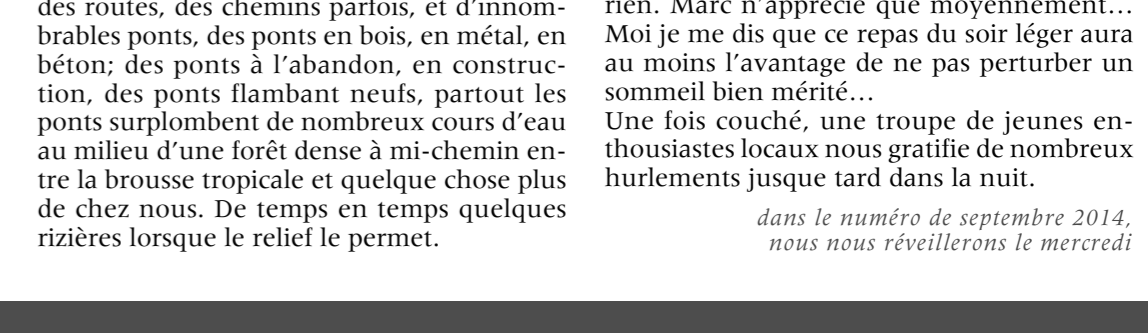 des routes, des chemins parfois, et d'innom-
brables ponts, des ponts en bois, en métal, en
béton; des ponts à l'abandon, en construc-
tion, des ponts flambant neufs, partout les
ponts surplombent de nombreux cours d'eau
au milieu d'une forêt dense à mi-chemin en-
tre la brousse tropicale et quelque chose plus
de chez nous. De temps en temps quelques
rizières lorsque le relief le permet.
rien. Marc n'apprécie que moyennement…
Moi je me dis que ce repas du soir léger aura
au moins l'avantage de ne pas perturber un
sommeil bien mérité…
Une fois couché, une troupe de jeunes en-
thousiastes locaux nous gratifie de nombreux
hurlements jusque tard dans la nuit.
dans le numéro de septembre 2014,
nous nous réveillerons le mercredi